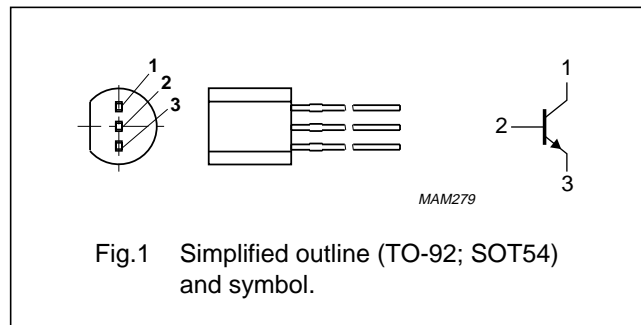 1
2
3
1
2
3
MAM279
Fig.1 Simplified outline (TO-92; SOT54)
and symbol.